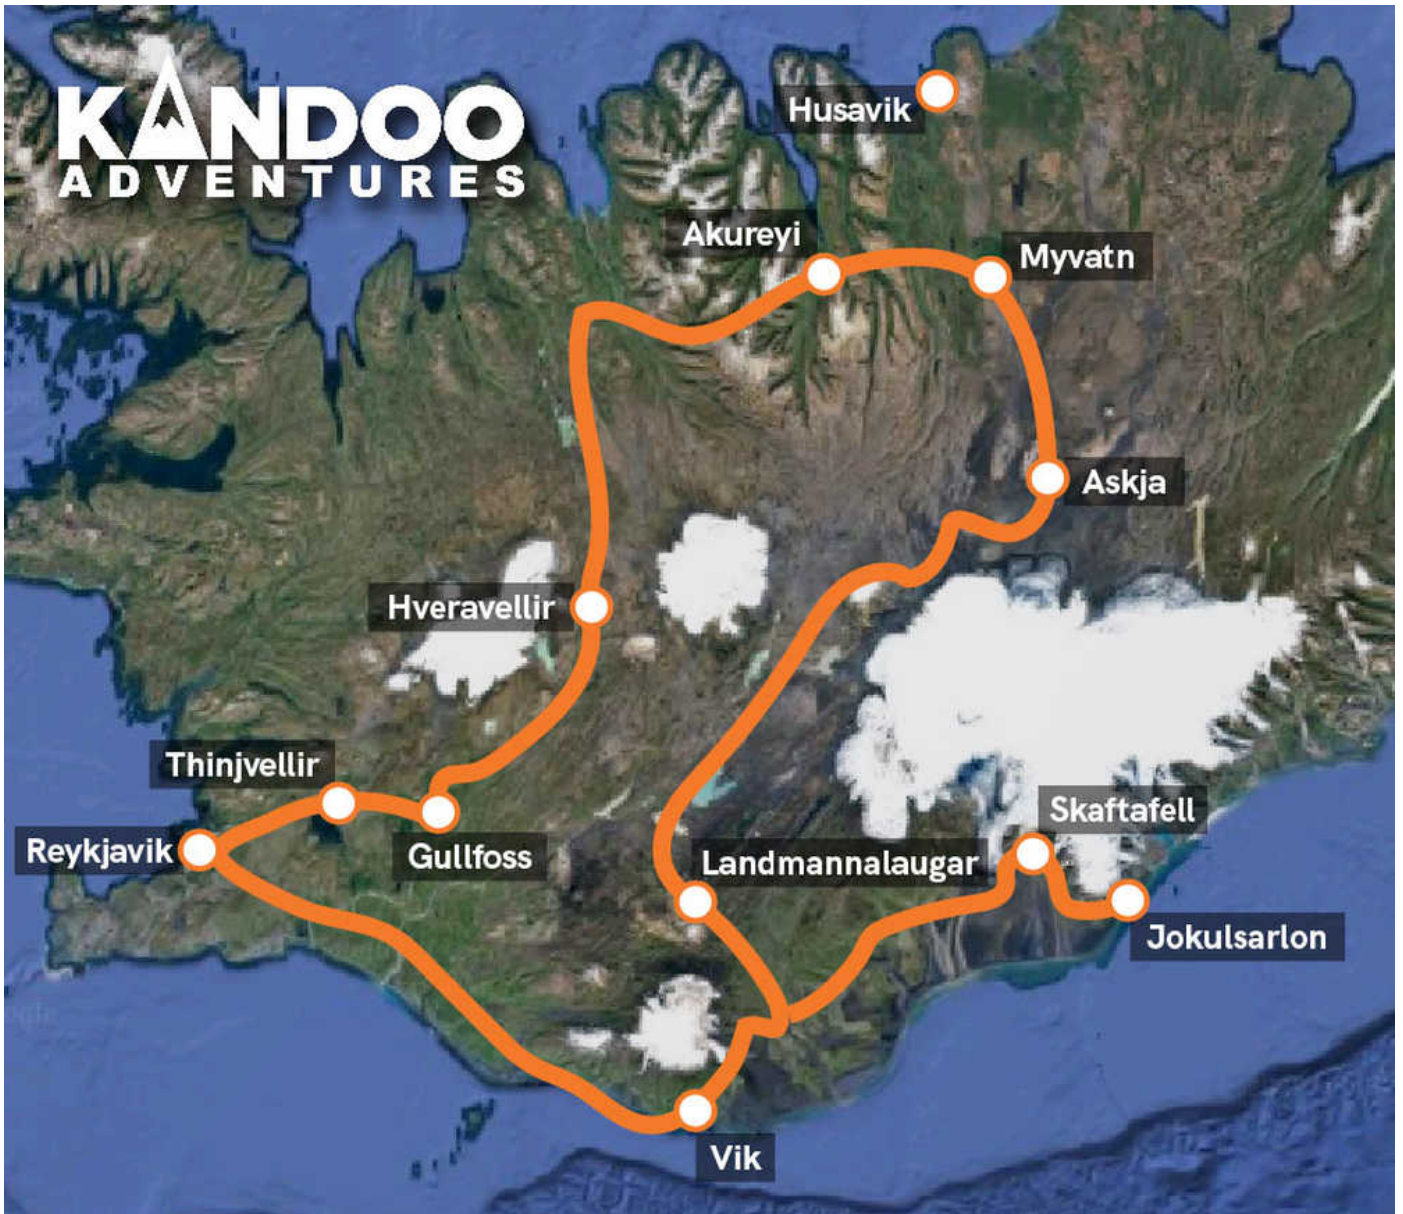 KANDOO
ADVENTURES
Husavik
Akureyi
Myvatn
Askja
Hveravellir
Thinjvellir
Reykjavik
Gullfoss
Skaftafell
Landmannalaugar
Jokulsarlon
Vik